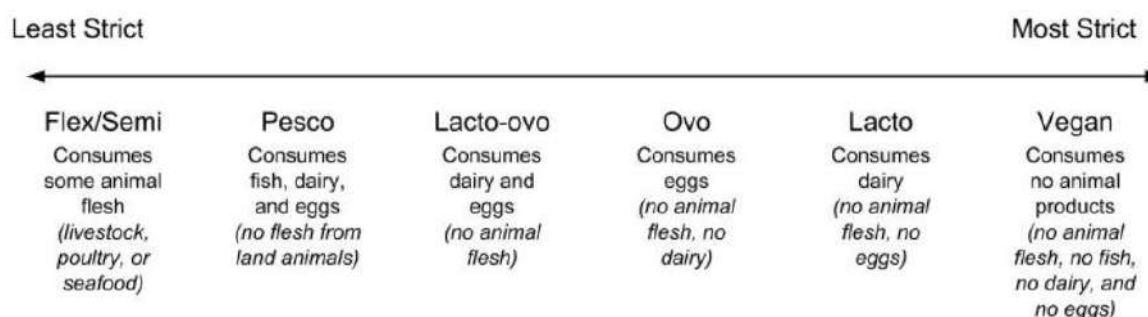 Least Strict
Most Strict
Flex/Semi
Consumes
some animal
flesh
(livestock,
poultry, or
seafood)
Pesco
Consumes
fish, dairy,
and eggs
(no flesh from
land animals)
Lacto-ovo
Consumes
dairy and
eggs
(no animal
flesh)
Ovo
Consumes
eggs
(no animal
flesh, no
dairy)
Lacto
Consumes
dairy
(no animal
flesh, no
eggs)
Vegan
Consumes
no animal
products
(no animal
flesh, no fish,
no dairy, and
no eggs)